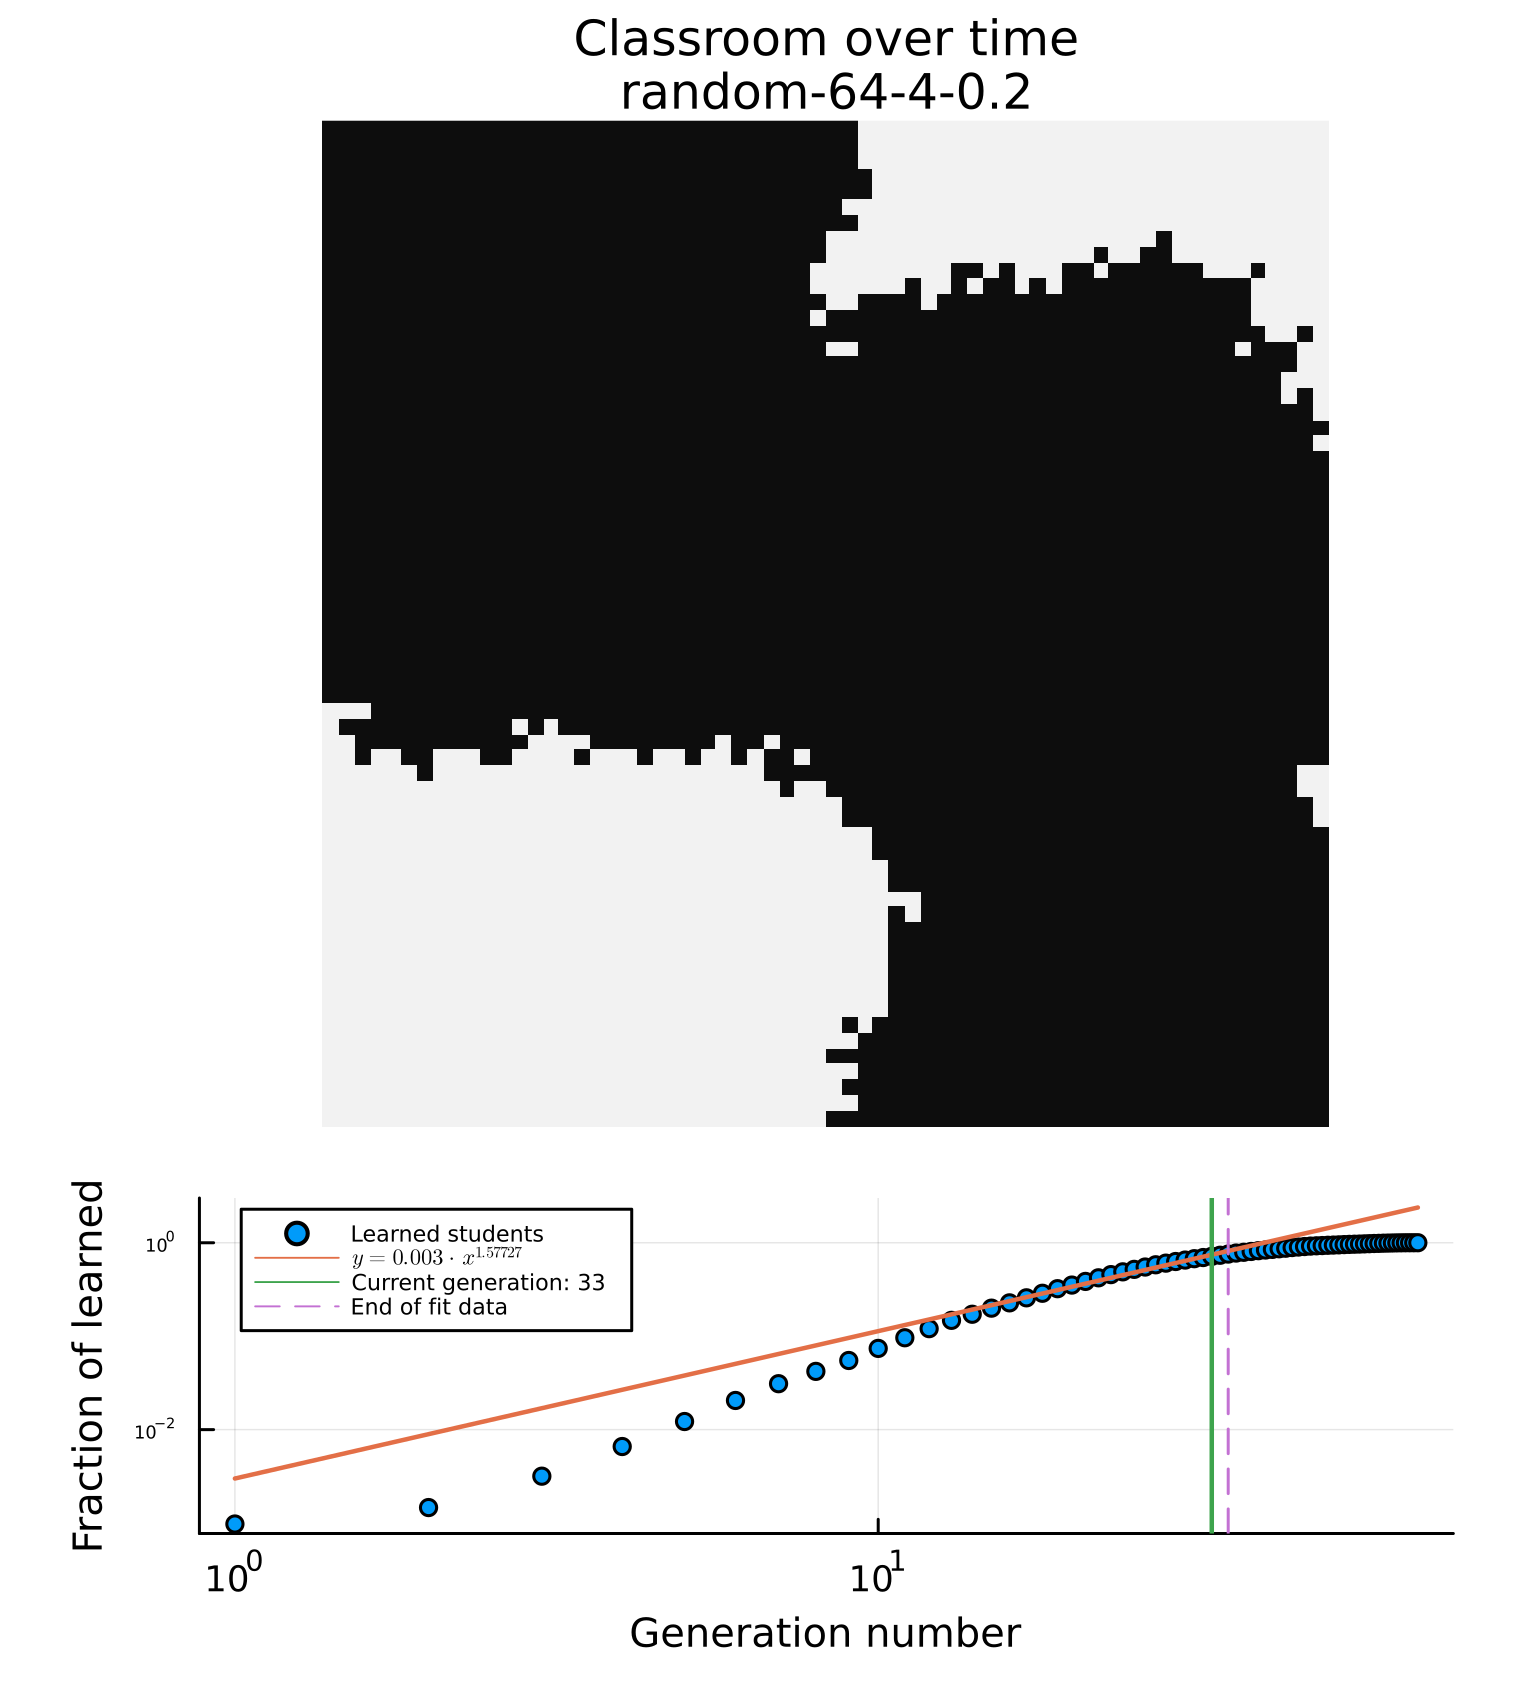 Classroom over time
random-64-4-0.2
Fraction of learned
10^0
10^−2
Learned students
y = 0.003 · x^1.57727
Current generation: 33
End of fit data
10^0
10^1
Generation number